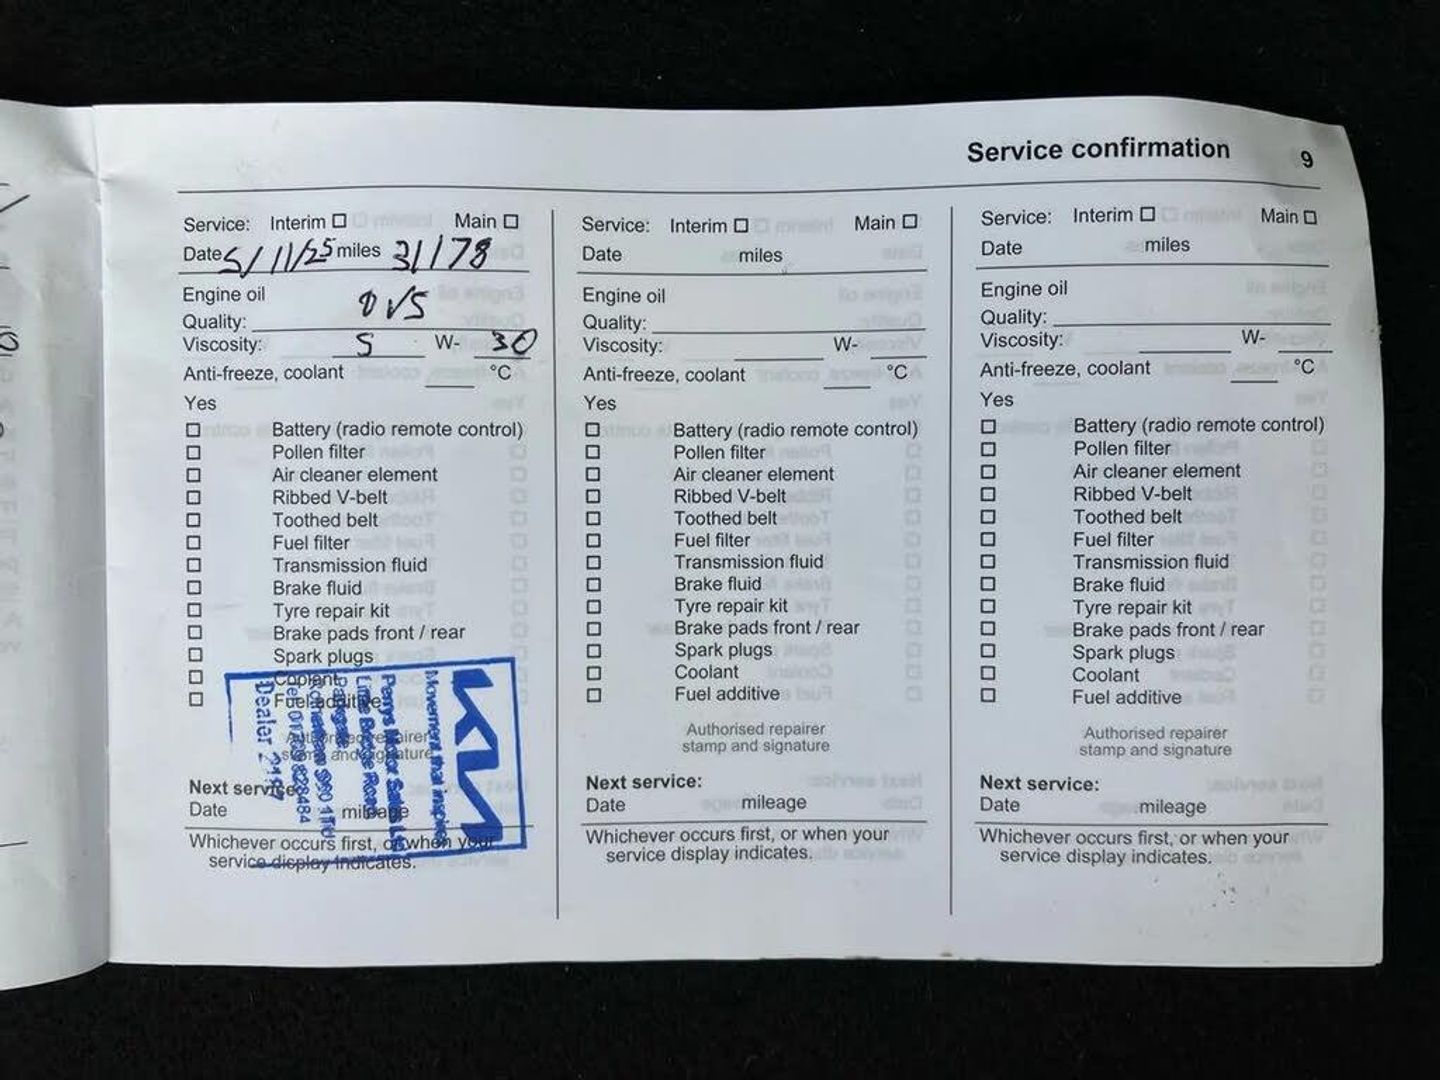 Service confirmation 9
Service: Interim Main
Date 5/11/25 miles 31178
Engine oil
Quality: 0V5
Viscosity: 5 W- 30
Anti-freeze, coolant °C
Yes
Battery (radio remote control)
Pollen filter
Air cleaner element
Ribbed V-belt
Toothed belt
Fuel filter
Transmission fluid
Brake fluid
Tyre repair kit
Brake pads front / rear
Spark plugs
Coolant
Fuel additive
Authorised repairer
stamp and signature
KIA
Movement that inspires
Perrys Motor Sales Ltd
Parkgate
Rotherham
Dealer
Next service:
Date mileage
Whichever occurs first, or when your
service display indicates.
Service: Interim Main
Date miles
Engine oil
Quality:
Viscosity: W-
Anti-freeze, coolant °C
Yes
Battery (radio remote control)
Pollen filter
Air cleaner element
Ribbed V-belt
Toothed belt
Fuel filter
Transmission fluid
Brake fluid
Tyre repair kit
Brake pads front / rear
Spark plugs
Coolant
Fuel additive
Authorised repairer
stamp and signature
Next service:
Date mileage
Whichever occurs first, or when your
service display indicates.
Service: Interim Main
Date miles
Engine oil
Quality:
Viscosity: W-
Anti-freeze, coolant °C
Yes
Battery (radio remote control)
Pollen filter
Air cleaner element
Ribbed V-belt
Toothed belt
Fuel filter
Transmission fluid
Brake fluid
Tyre repair kit
Brake pads front / rear
Spark plugs
Coolant
Fuel additive
Authorised repairer
stamp and signature
Next service:
Date mileage
Whichever occurs first, or when your
service display indicates.